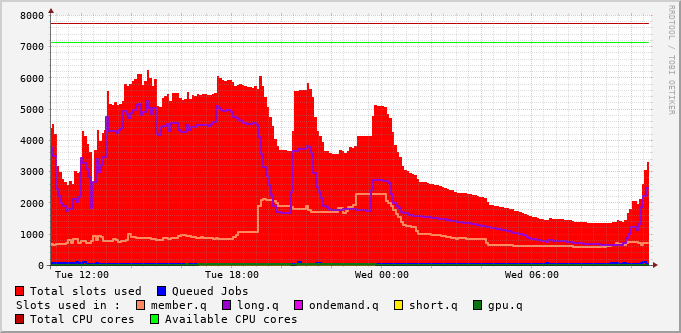 8000
7000
6000
5000
4000
3000
2000
1000
0
Tue 12:00 Tue 18:00 Wed 00:00 Wed 06:00
RRDTOOL / TOBI OETIKER
Total slots used Queued Jobs
Slots used in : member.q long.q ondemand.q short.q gpu.q
Total CPU cores Available CPU cores